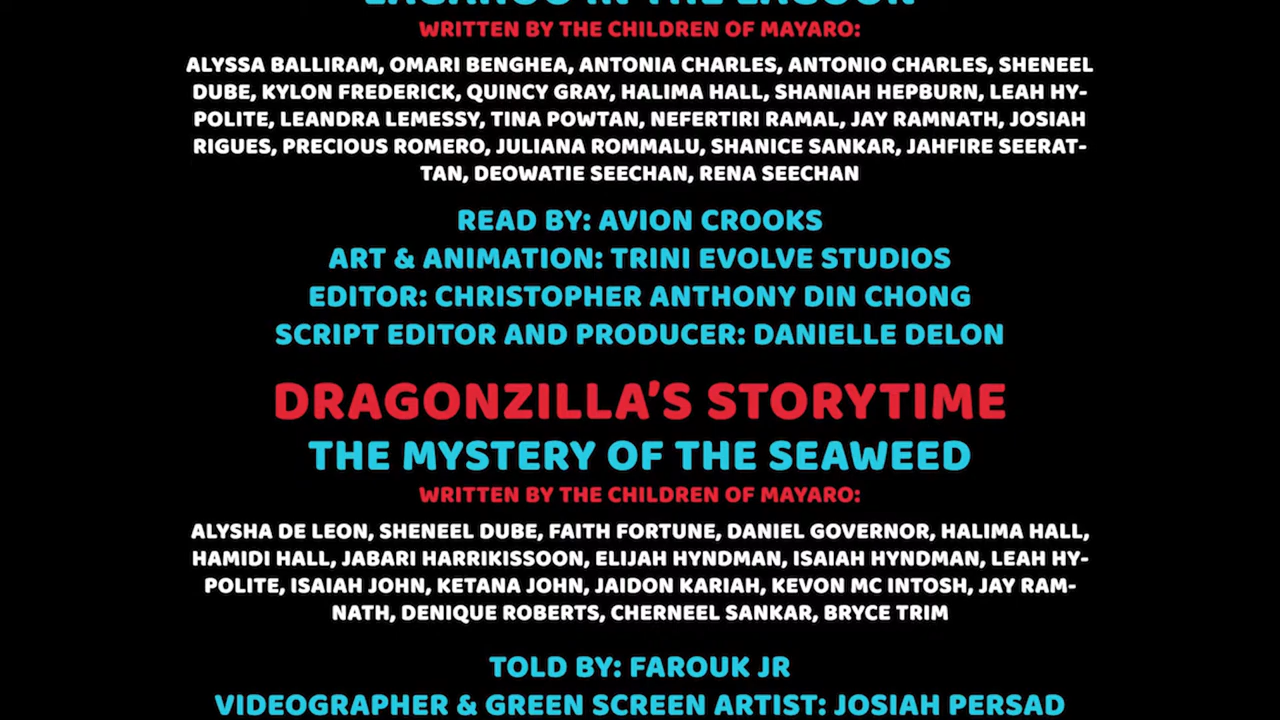 LAGAHOO IN THE LAGOON
WRITTEN BY THE CHILDREN OF MAYARO:
ALYSSA BALLIRAM, OMARI BENGHEA, ANTONIA CHARLES, ANTONIO CHARLES, SHENEEL
DUBE, KYLON FREDERICK, QUINCY GRAY, HALIMA HALL, SHANIAH HEPBURN, LEAH HY-
POLITE, LEANDRA LEMESSY, TINA POWTAN, NEFERTIRI RAMAL, JAY RAMNATH, JOSIAH
RIGUES, PRECIOUS ROMERO, JULIANA ROMMALU, SHANICE SANKAR, JAHFIRE SEERAT-
TAN, DEOWATIE SEECHAN, RENA SEECHAN
READ BY: AVION CROOKS
ART & ANIMATION: TRINI EVOLVE STUDIOS
EDITOR: CHRISTOPHER ANTHONY DIN CHONG
SCRIPT EDITOR AND PRODUCER: DANIELLE DELON
DRAGONZILLA'S STORYTIME
THE MYSTERY OF THE SEAWEED
WRITTEN BY THE CHILDREN OF MAYARO:
ALYSHA DE LEON, SHENEEL DUBE, FAITH FORTUNE, DANIEL GOVERNOR, HALIMA HALL,
HAMIDI HALL, JABARI HARRIKISSOON, ELIJAH HYNDMAN, ISAIAH HYNDMAN, LEAH HY-
POLITE, ISAIAH JOHN, KETANA JOHN, JAIDON KARIAH, KEVON MC INTOSH, JAY RAM-
NATH, DENIQUE ROBERTS, CHERNEEL SANKAR, BRYCE TRIM
TOLD BY: FAROUK JR
VIDEOGRAPHER & GREEN SCREEN ARTIST: JOSIAH PERSAD